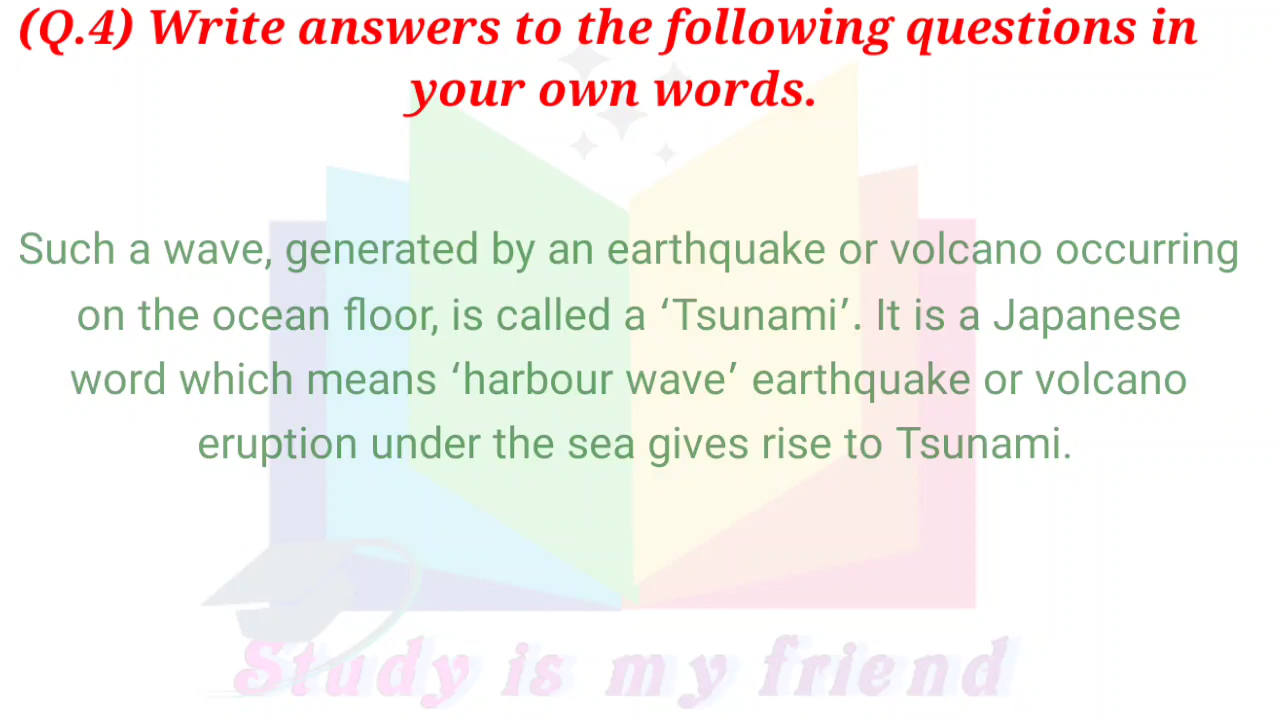 (Q.4) Write answers to the following questions in
your own words.
Such a wave, generated by an earthquake or volcano occurring
on the ocean floor, is called a ‘Tsunami’. It is a Japanese
word which means ‘harbour wave’ earthquake or volcano
eruption under the sea gives rise to Tsunami.
Study is my friend